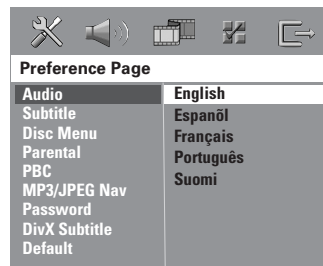 Preference Page
Audio
Subtitle
Disc Menu
Parental
PBC
MP3/JPEG Nav
Password
DivX Subtitle
Default
English
Espanõl
Français
Português
Suomi